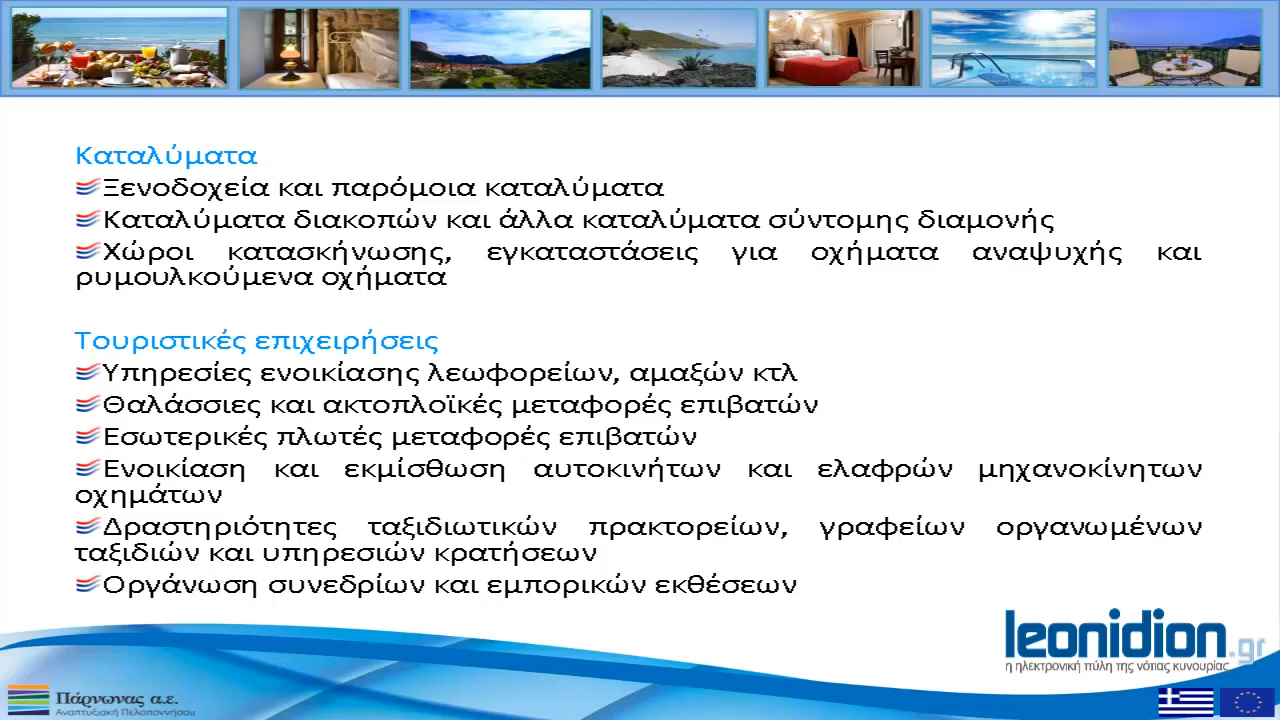 Καταλύματα
Ξενοδοχεία και παρόμοια καταλύματα
Καταλύματα διακοπών και άλλα καταλύματα σύντομης διαμονής
Χώροι κατασκήνωσης, εγκαταστάσεις για οχήματα αναψυχής και
ρυμουλκούμενα οχήματα
Τουριστικές επιχειρήσεις
Υπηρεσίες ενοικίασης λεωφορείων, αμαξών κτλ
Θαλάσσιες και ακτοπλοϊκές μεταφορές επιβατών
Εσωτερικές πλωτές μεταφορές επιβατών
Ενοικίαση και εκμίσθωση αυτοκινήτων και ελαφρών μηχανοκίνητων
οχημάτων
Δραστηριότητες ταξιδιωτικών πρακτορείων, γραφείων οργανωμένων
ταξιδιών και υπηρεσιών κρατήσεων
Οργάνωση συνεδρίων και εμπορικών εκθέσεων
leonidion.gr
η ηλεκτρονική πύλη της νότιας κυνουρίας
Πάρνωνας α.ε.
Αναπτυξιακή Πελοποννήσου